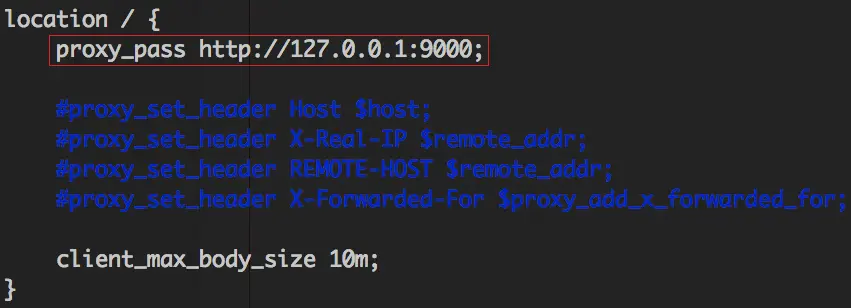 location / {
    proxy_pass http://127.0.0.1:9000;
    #proxy_set_header Host $host;
    #proxy_set_header X-Real-IP $remote_addr;
    #proxy_set_header REMOTE-HOST $remote_addr;
    #proxy_set_header X-Forwarded-For $proxy_add_x_forwarded_for;
    client_max_body_size 10m;
}